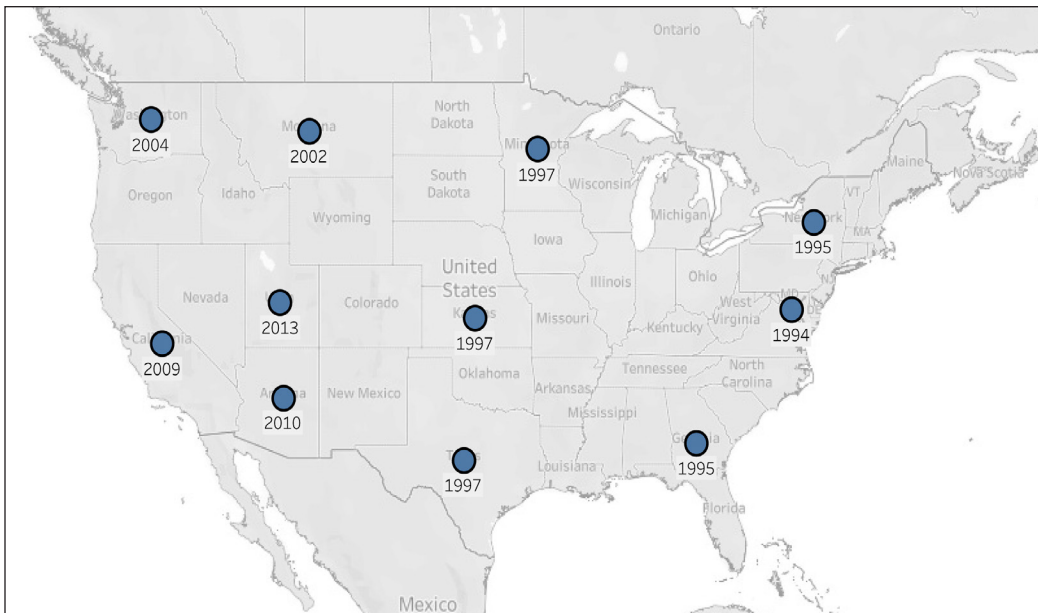 Ontario
North
Dakota
Maine
Nova Scotia
VT
2004
2002
1997
South
Dakota
Wisconsin
Michigan
Oregon
Idaho
Wyoming
MA
1995
Iowa
United
States
Illinois
Ohio
Nevada
Colorado
West
Virginia
MD
DE
2013
1997
Missouri
Kentucky
1994
2009
Oklahoma
Tennessee
North
Carolina
2010
New Mexico
Arkansas
Mississippi
1997
Louisiana
1995
Florida
Mexico